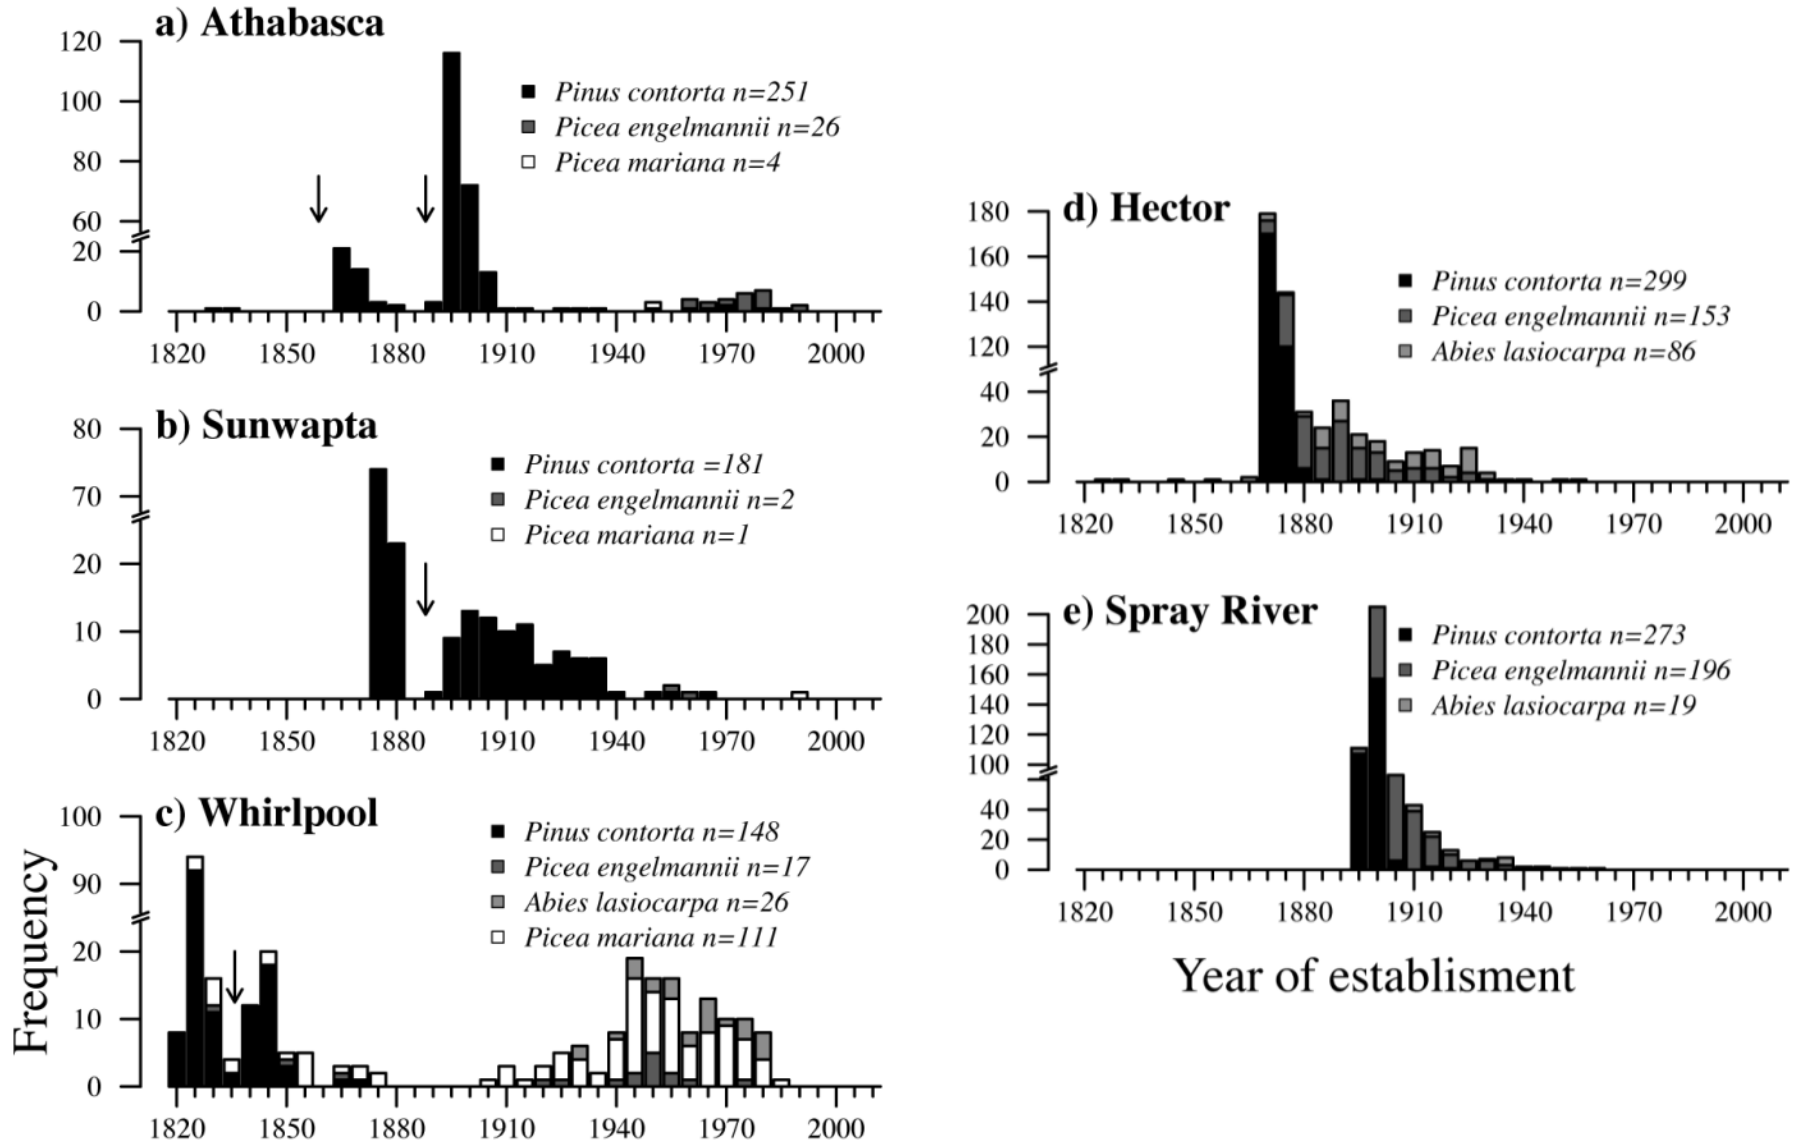 a) Athabasca
120
100
80
60
20
0
Pinus contorta n=251
Picea engelmannii n=26
Picea mariana n=4
1820 1850 1880 1910 1940 1970 2000
b) Sunwapta
80
70
20
10
0
Pinus contorta =181
Picea engelmannii n=2
Picea mariana n=1
1820 1850 1880 1910 1940 1970 2000
c) Whirlpool
100
90
20
10
0
Pinus contorta n=148
Picea engelmannii n=17
Abies lasiocarpa n=26
Picea mariana n=111
1820 1850 1880 1910 1940 1970 2000
Frequency
d) Hector
180
160
140
120
40
20
0
Pinus contorta n=299
Picea engelmannii n=153
Abies lasiocarpa n=86
1820 1850 1880 1910 1940 1970 2000
e) Spray River
200
180
160
140
120
100
40
20
0
Pinus contorta n=273
Picea engelmannii n=196
Abies lasiocarpa n=19
1820 1850 1880 1910 1940 1970 2000
Year of establisment